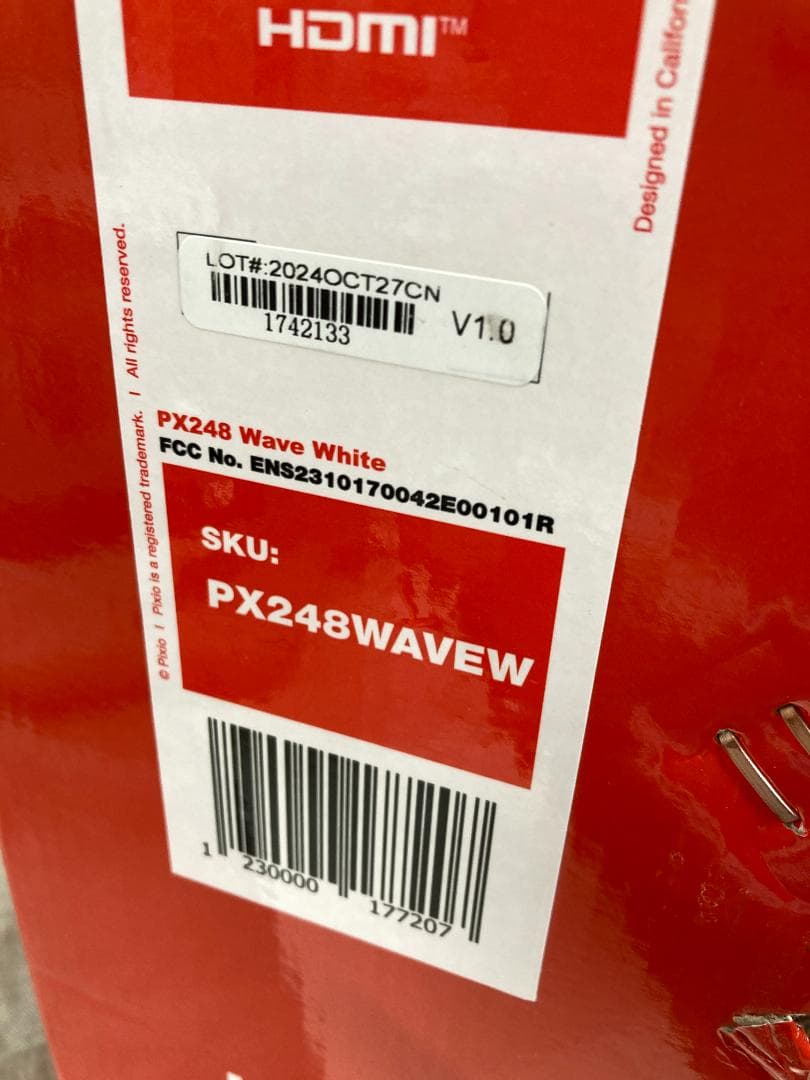 HDMI™
Designed in Californ
LOT#:2024OCT27CN
1742133
V1.0
PX248 Wave White
FCC No. ENS2310170042E00101R
SKU:
PX248WAVEW
1 230000 177207
© Pixio I Pixio is a registered trademark. I All rights reserved.